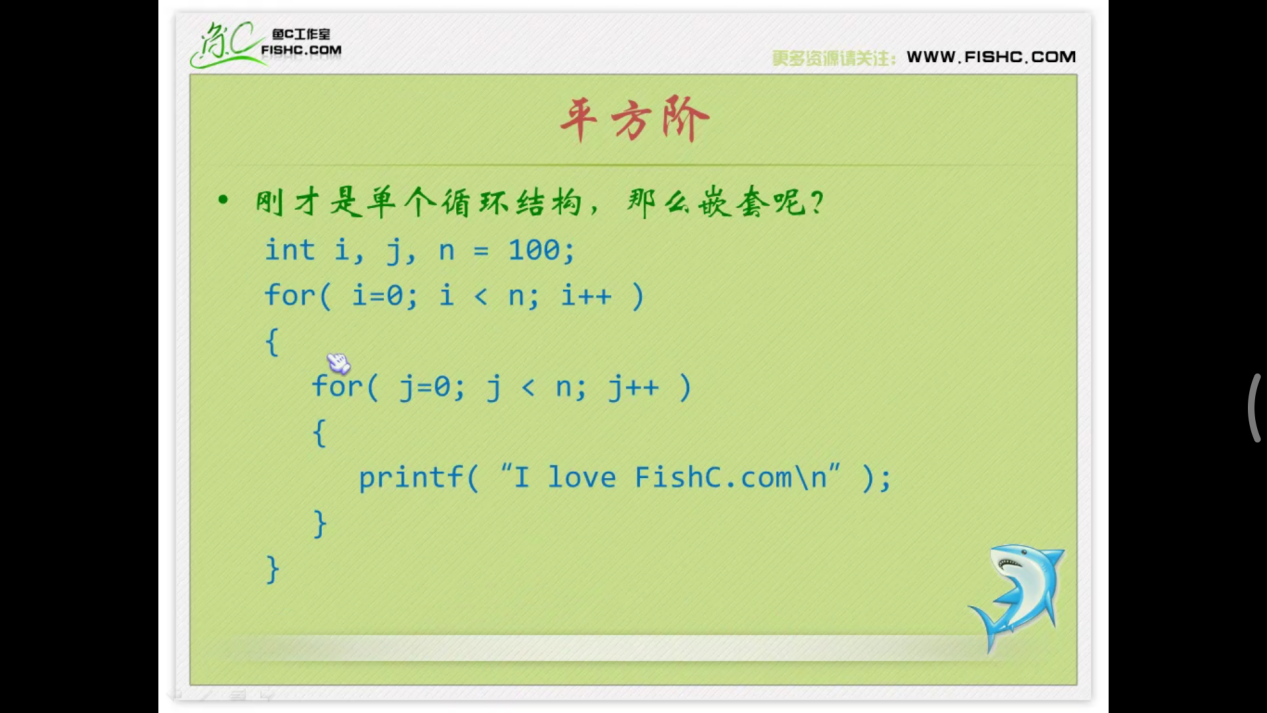 鱼C工作室
FISHC.COM
更多资源请关注：WWW.FISHC.COM
平方阶
• 刚才是单个循环结构，那么嵌套呢？
int i, j, n = 100;
for( i=0; i < n; i++ )
{
for( j=0; j < n; j++ )
{
printf( “I love FishC.com\n” );
}
}